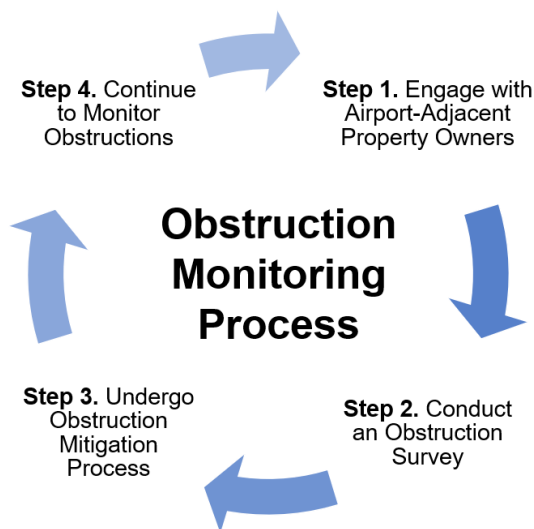 Step 4. Continue
to Monitor
Obstructions
Step 1. Engage with
Airport-Adjacent
Property Owners
Obstruction
Monitoring
Process
Step 3. Undergo
Obstruction
Mitigation
Process
Step 2. Conduct
an Obstruction
Survey